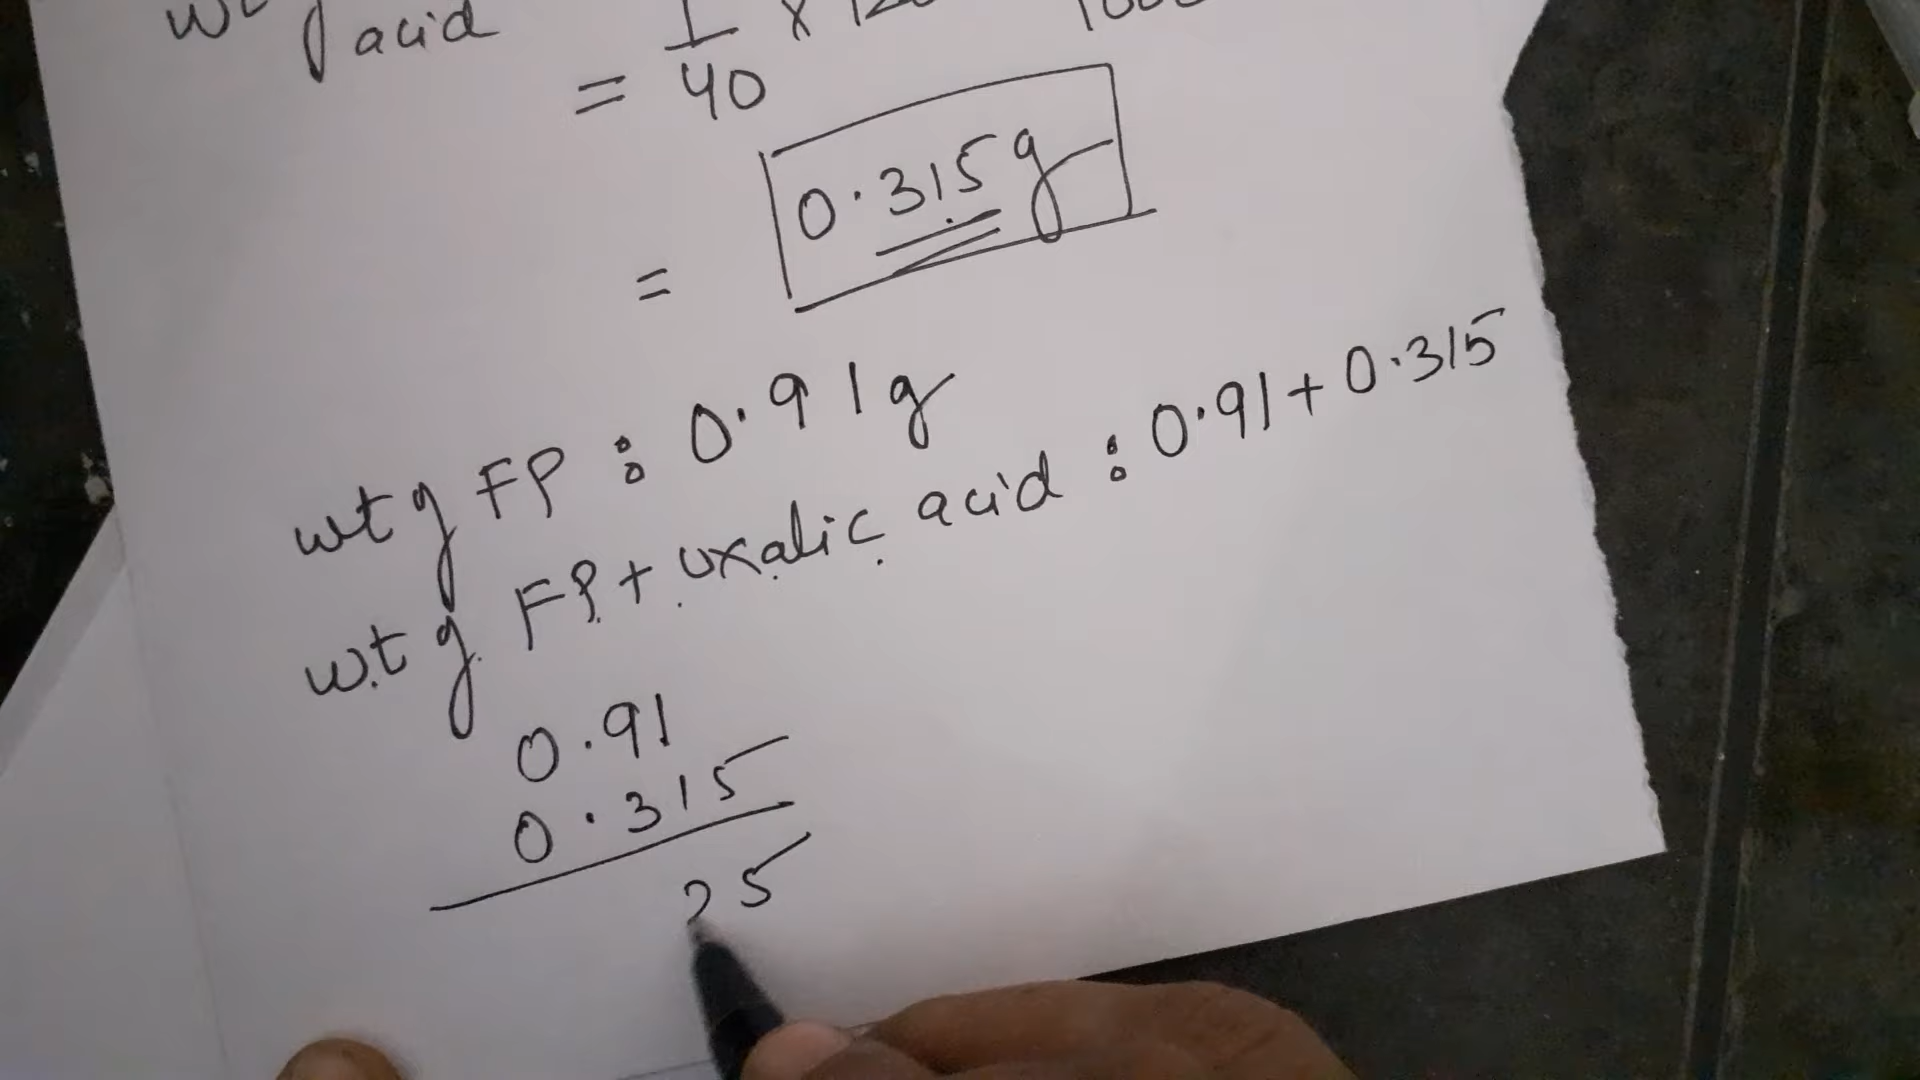 acid
= 1/40 ×
= 0.315g
wt of FP : 0.91g
wt of FP + oxalic acid : 0.91 + 0.315
0.91
0.315
25